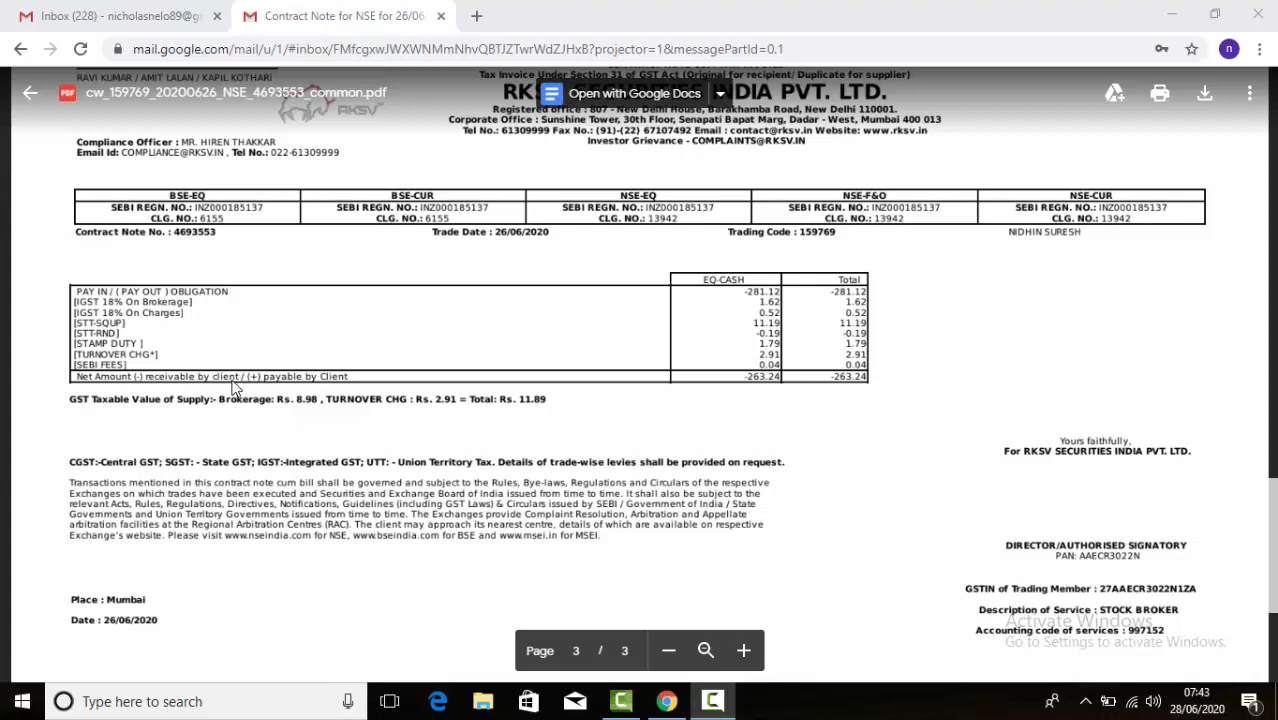 Inbox (228) - nicholasnelo89@g
Contract Note for NSE for 26/06
mail.google.com/mail/u/1/#inbox/FMfcgxwJWXWNMmNhvQBTJZTwrWdZJHxB?projector=1&messagePartId=0.1
n
RAVI KUMAR / AMIT LALAN / KAPIL KOTHARI
Tax Invoice Under Section 31 of GST Act (Original for recipient/ Duplicate for supplier)
PDF
cw_159769_20200626_NSE_4693553_common.pdf
Open with Google Docs
RKSV
RKSV SECURITIES INDIA PVT. LTD.
Registered office : 807 - New Delhi House, Barakhamba Road, New Delhi 110001.
Corporate Office : Sunshine Tower, 30th Floor, Senapati Bapat Marg, Dadar - West, Mumbai 400 013
Tel No.: 61309999 Fax No.: (91)-(22) 67107492 Email : contact@rksv.in Website: www.rksv.in
Investor Grievance - COMPLAINTS@RKSV.IN
Compliance Officer : MR. HIREN THAKKAR
Email Id: COMPLIANCE@RKSV.IN , Tel No.: 022-61309999
BSE-EQ BSE-CUR NSE-EQ NSE-F&O NSE-CUR
SEBI REGN. NO.: INZ000185137 SEBI REGN. NO.: INZ000185137 SEBI REGN. NO.: INZ000185137 SEBI REGN. NO.: INZ000185137 SEBI REGN. NO.: INZ000185137
CLG. NO.: 6155 CLG. NO.: 6155 CLG. NO.: 13942 CLG. NO.: 13942 CLG. NO.: 13942
Contract Note No. : 4693553 Trade Date : 26/06/2020 Trading Code : 159769 NIDHIN SURESH
EQ-CASH Total
PAY IN / ( PAY OUT ) OBLIGATION -281.12 -281.12
[IGST 18% On Brokerage] 1.62 1.62
[IGST 18% On Charges] 0.52 0.52
[STT-SQUP] 11.19 11.19
[STT-RND] -0.19 -0.19
[STAMP DUTY ] 1.79 1.79
[TURNOVER CHG*] 2.91 2.91
[SEBI FEES] 0.04 0.04
Net Amount (-) receivable by client / (+) payable by Client -263.24 -263.24
GST Taxable Value of Supply:- Brokerage: Rs. 8.98 , TURNOVER CHG : Rs. 2.91 = Total: Rs. 11.89
Yours faithfully,
For RKSV SECURITIES INDIA PVT. LTD.
CGST:-Central GST; SGST: - State GST; IGST:-Integrated GST; UTT: - Union Territory Tax. Details of trade-wise levies shall be provided on request.
Transactions mentioned in this contract note cum bill shall be governed and subject to the Rules, Bye-laws, Regulations and Circulars of the respective
Exchanges on which trades have been executed and Securities and Exchange Board of India issued from time to time. It shall also be subject to the
relevant Acts, Rules, Regulations, Directives, Notifications, Guidelines (including GST Laws) & Circulars issued by SEBI / Government of India / State
Governments and Union Territory Governments issued from time to time. The Exchanges provide Complaint Resolution, Arbitration and Appellate
arbitration facilities at the Regional Arbitration Centres (RAC). The client may approach its nearest centre, details of which are available on respective
Exchange's website. Please visit www.nseindia.com for NSE, www.bseindia.com for BSE and www.msei.in for MSEI.
DIRECTOR/AUTHORISED SIGNATORY
PAN: AAECR3022N
GSTIN of Trading Member : 27AAECR3022N1ZA
Place : Mumbai
Description of Service : STOCK BROKER
Date : 26/06/2020
Accounting code of services : 997152
Activate Windows
Go to Settings to activate Windows.
Page 3 / 3
Type here to search
07:43
28/06/2020
1